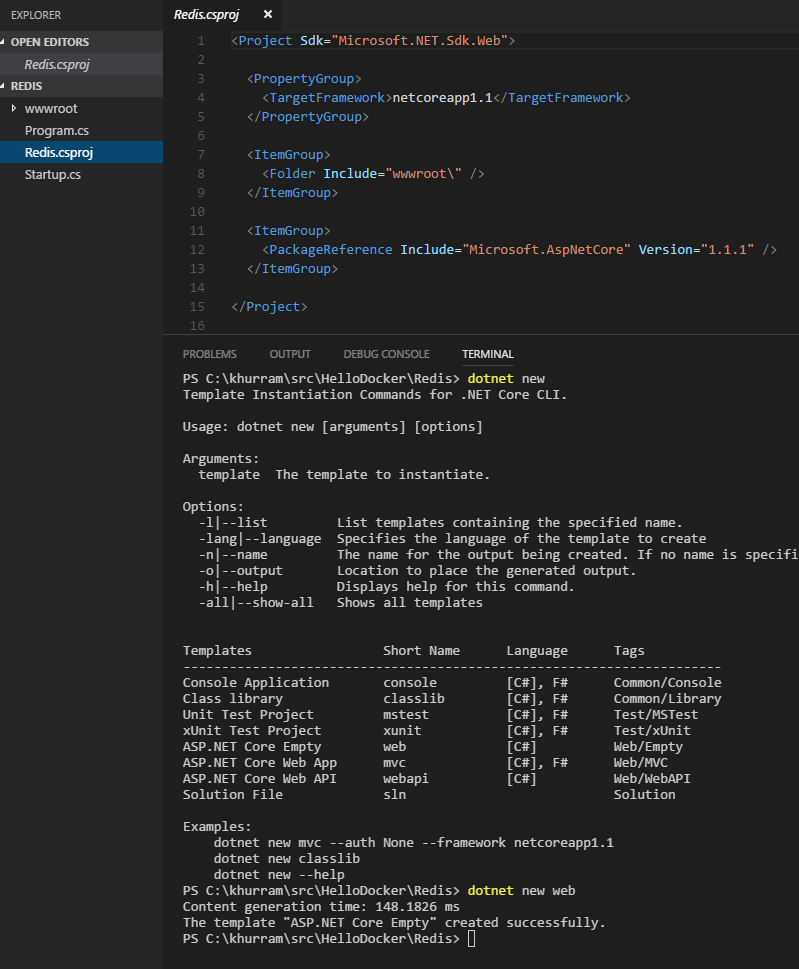 EXPLORER
OPEN EDITORS
Redis.csproj
REDIS
wwwroot
Program.cs
Redis.csproj
Startup.cs
Redis.csproj ×
1 <Project Sdk="Microsoft.NET.Sdk.Web">
2
3   <PropertyGroup>
4     <TargetFramework>netcoreapp1.1</TargetFramework>
5   </PropertyGroup>
6
7   <ItemGroup>
8     <Folder Include="wwwroot\" />
9   </ItemGroup>
10
11   <ItemGroup>
12     <PackageReference Include="Microsoft.AspNetCore" Version="1.1.1" />
13   </ItemGroup>
14
15 </Project>
16
PROBLEMS OUTPUT DEBUG CONSOLE TERMINAL
PS C:\khurram\src\HelloDocker\Redis> dotnet new
Template Instantiation Commands for .NET Core CLI.
Usage: dotnet new [arguments] [options]
Arguments:
  template  The template to instantiate.
Options:
  -l|--list         List templates containing the specified name.
  -lang|--language  Specifies the language of the template to create
  -n|--name         The name for the output being created. If no name is specifi
  -o|--output       Location to place the generated output.
  -h|--help         Displays help for this command.
  -all|--show-all   Shows all templates
Templates                 Short Name      Language      Tags
----------------------------------------------------------------------
Console Application       console         [C#], F#      Common/Console
Class library             classlib        [C#], F#      Common/Library
Unit Test Project         mstest          [C#], F#      Test/MSTest
xUnit Test Project        xunit           [C#], F#      Test/xUnit
ASP.NET Core Empty        web             [C#]          Web/Empty
ASP.NET Core Web App      mvc             [C#], F#      Web/MVC
ASP.NET Core Web API      webapi          [C#]          Web/WebAPI
Solution File             sln                           Solution
Examples:
    dotnet new mvc --auth None --framework netcoreapp1.1
    dotnet new classlib
    dotnet new --help
PS C:\khurram\src\HelloDocker\Redis> dotnet new web
Content generation time: 148.1826 ms
The template "ASP.NET Core Empty" created successfully.
PS C:\khurram\src\HelloDocker\Redis>